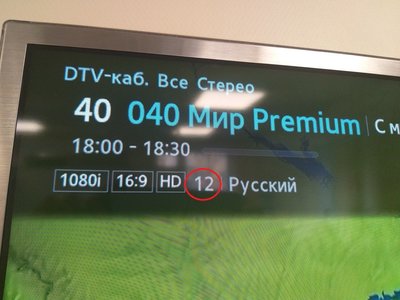 DTV-каб. Все Стерео
40 040 Мир Premium | С м
18:00 - 18:30
1080i 16:9 HD 12 Русский